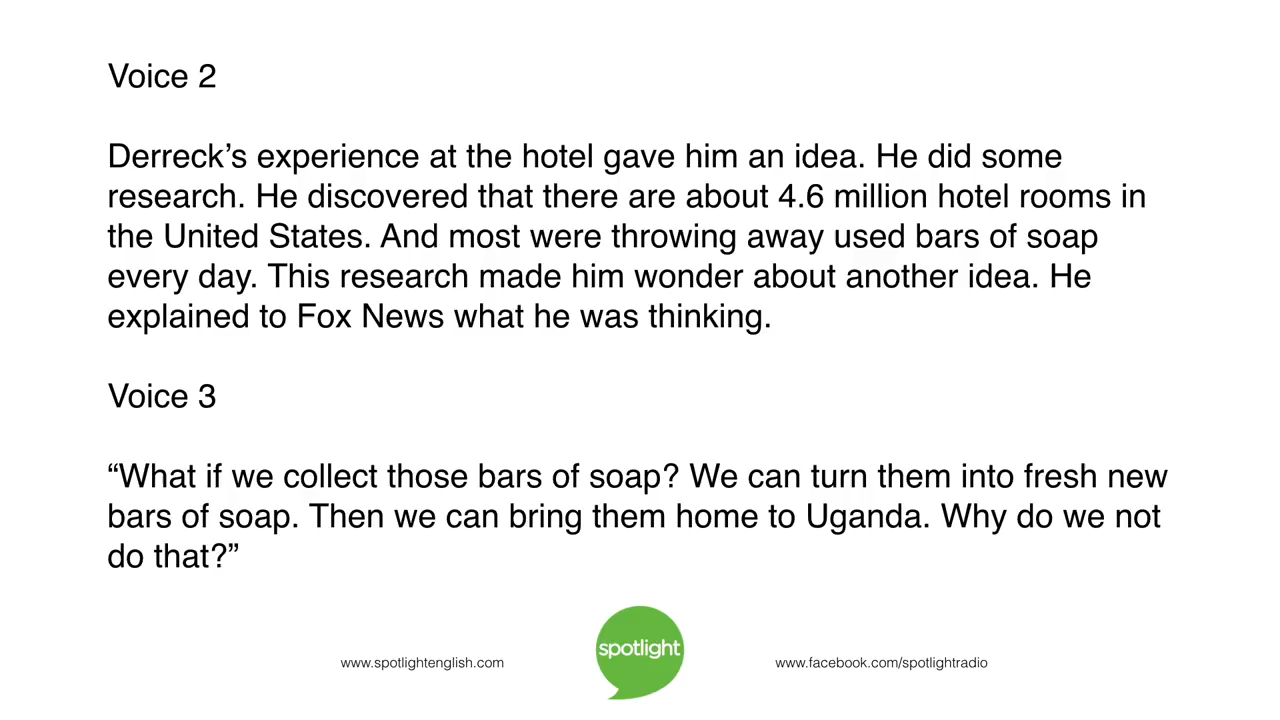 Voice 2
Derreck’s experience at the hotel gave him an idea. He did some
research. He discovered that there are about 4.6 million hotel rooms in
the United States. And most were throwing away used bars of soap
every day. This research made him wonder about another idea. He
explained to Fox News what he was thinking.
Voice 3
“What if we collect those bars of soap? We can turn them into fresh new
bars of soap. Then we can bring them home to Uganda. Why do we not
do that?”
www.spotlightenglish.com
spotlight
www.facebook.com/spotlightradio